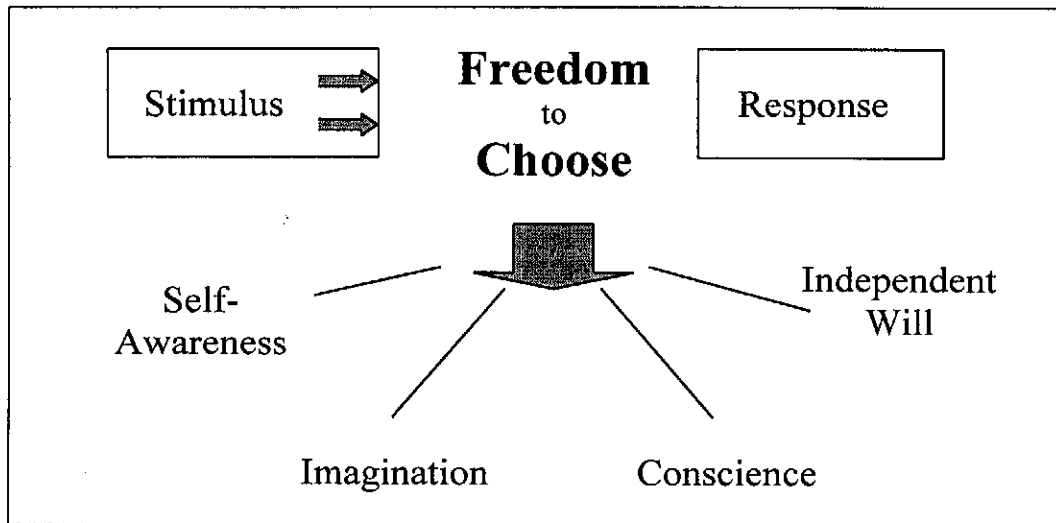 Stimulus
Freedom
to
Choose
Response
Self-
Awareness
Imagination
Conscience
Independent
Will